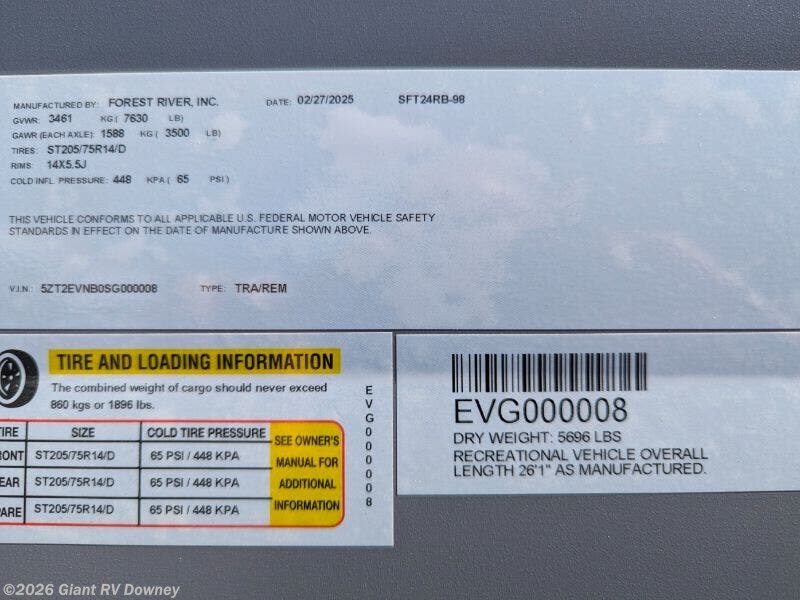 MANUFACTURED BY: FOREST RIVER, INC. DATE: 02/27/2025 SFT24RB-98
GVWR: 3461 KG ( 7630 LB)
GAWR (EACH AXLE): 1588 KG ( 3500 LB)
TIRES: ST205/75R14/D
RIMS: 14X5.5J
COLD INFL. PRESSURE: 448 KPA ( 65 PSI )
THIS VEHICLE CONFORMS TO ALL APPLICABLE U.S. FEDERAL MOTOR VEHICLE SAFETY
STANDARDS IN EFFECT ON THE DATE OF MANUFACTURE SHOWN ABOVE.
V.I.N.: 5ZT2EVNB0SG000008 TYPE: TRA/REM
TIRE AND LOADING INFORMATION
The combined weight of cargo should never exceed
860 kgs or 1896 lbs.
TIRE SIZE COLD TIRE PRESSURE
RONT ST205/75R14/D 65 PSI / 448 KPA
EAR ST205/75R14/D 65 PSI / 448 KPA
PARE ST205/75R14/D 65 PSI / 448 KPA
SEE OWNER'S
MANUAL FOR
ADDITIONAL
INFORMATION
EVG000008
EVG000008
DRY WEIGHT: 5696 LBS
RECREATIONAL VEHICLE OVERALL
LENGTH 26'1" AS MANUFACTURED.
©2026 Giant RV Downey